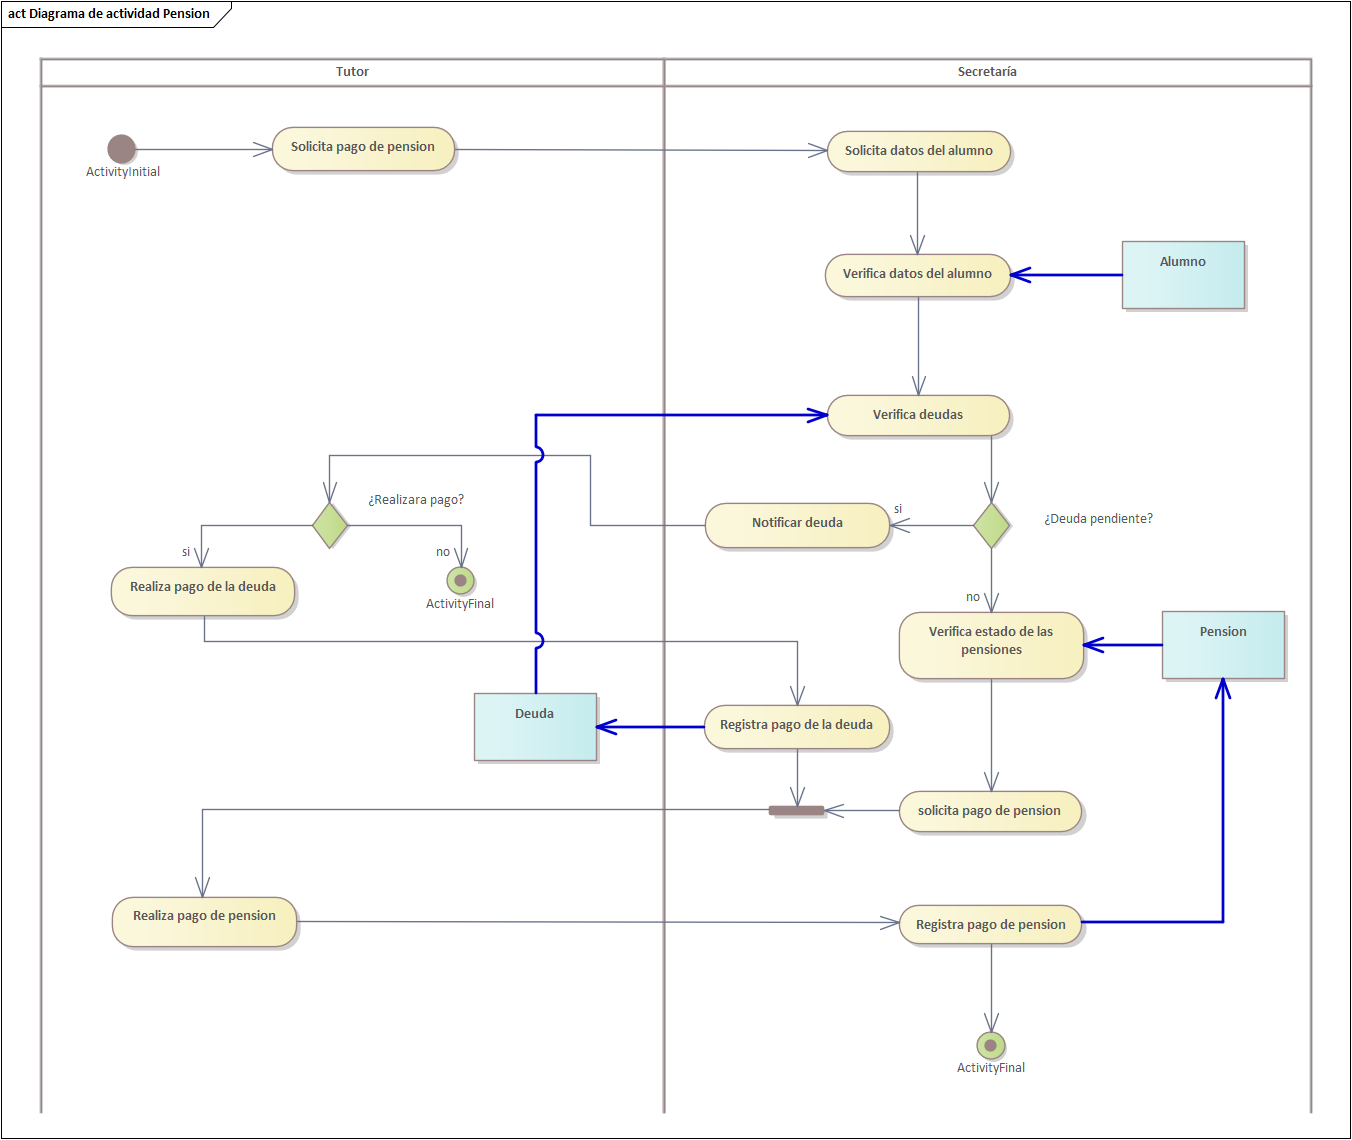 act Diagrama de actividad Pension
Tutor
Secretaría
Solicita pago de pension
Solicita datos del alumno
ActivityInitial
Alumno
Verifica datos del alumno
Verifica deudas
¿Realizara pago?
si
Notificar deuda
¿Deuda pendiente?
si
no
Realiza pago de la deuda
ActivityFinal
no
Verifica estado de las
pensiones
Pension
Deuda
Registra pago de la deuda
solicita pago de pension
Realiza pago de pension
Registra pago de pension
ActivityFinal